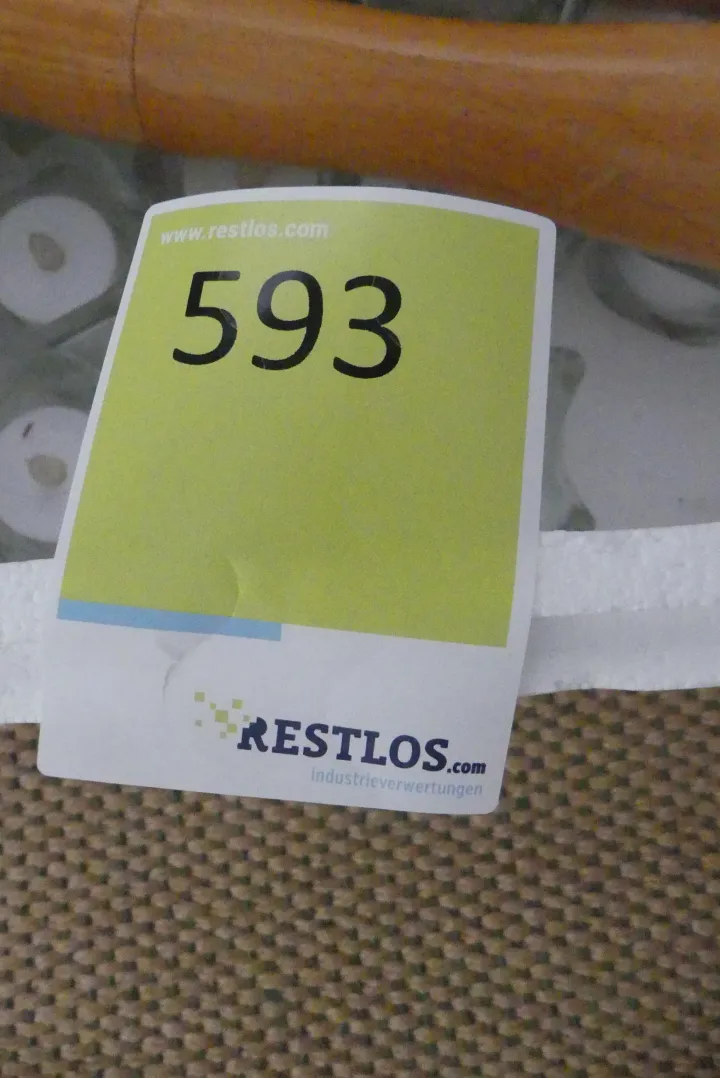 www.restlos.com
593
RESTLOS.com
industrieverwertungen